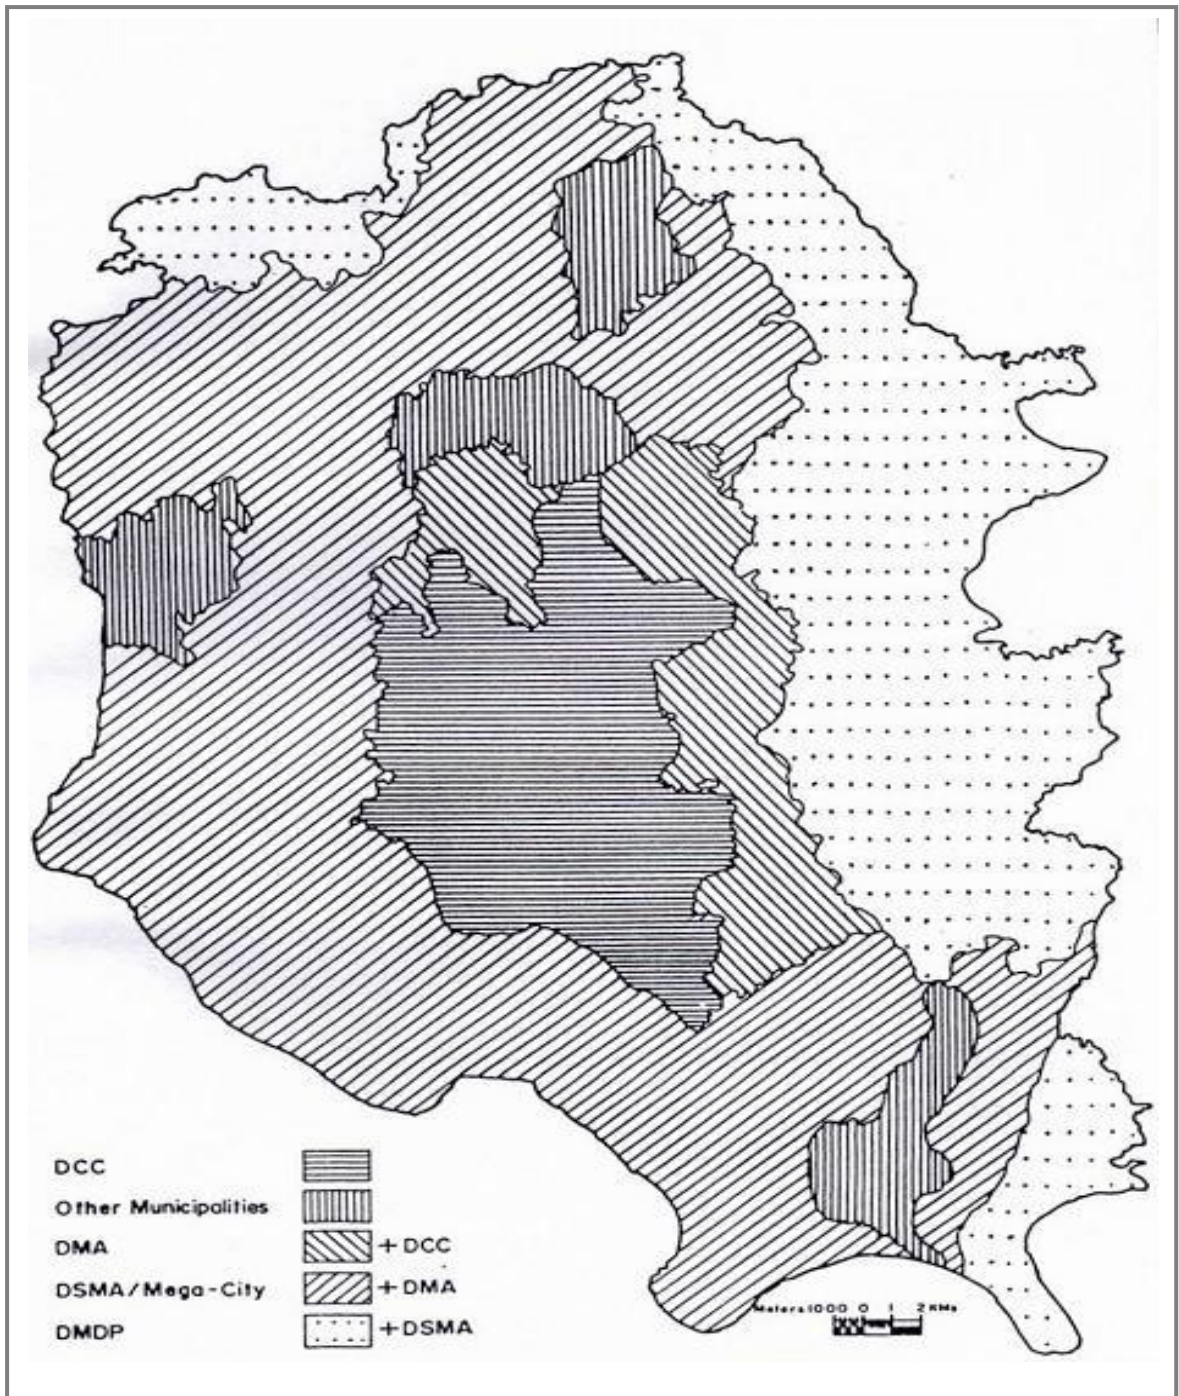 DCC
Other Municipalities
DMA +DCC
DSMA/Mega-City +DMA
DMDP +DSMA
Meters 1000 0 1 2 KMs